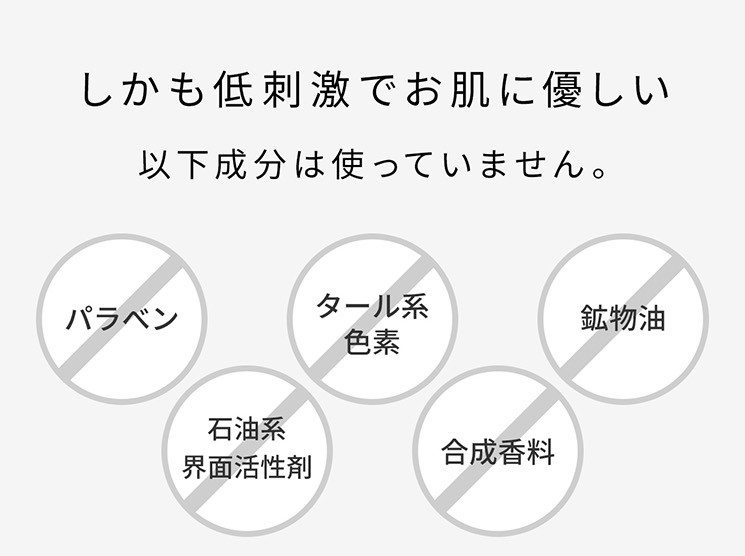 しかも低刺激でお肌に優しい
以下成分は使っていません。
パラベン
タール系
色素
鉱物油
石油系
界面活性剤
合成香料